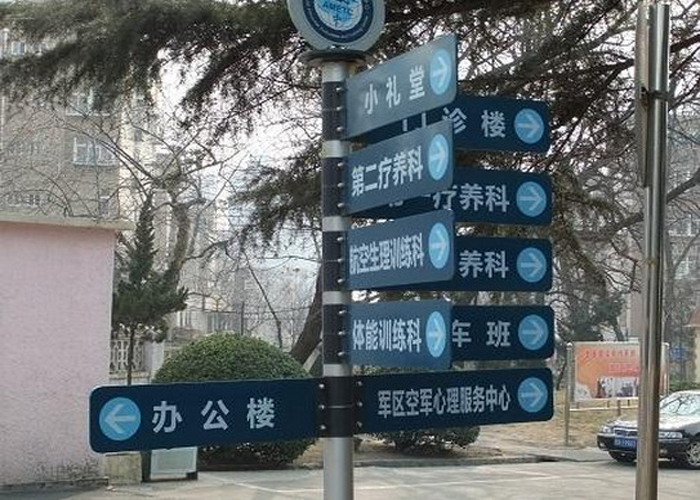 AMETC
小礼堂
诊楼
第二疗养科
疗养科
航空生理训练科
养科
体能训练科
车班
军区空军心理服务中心
办公楼